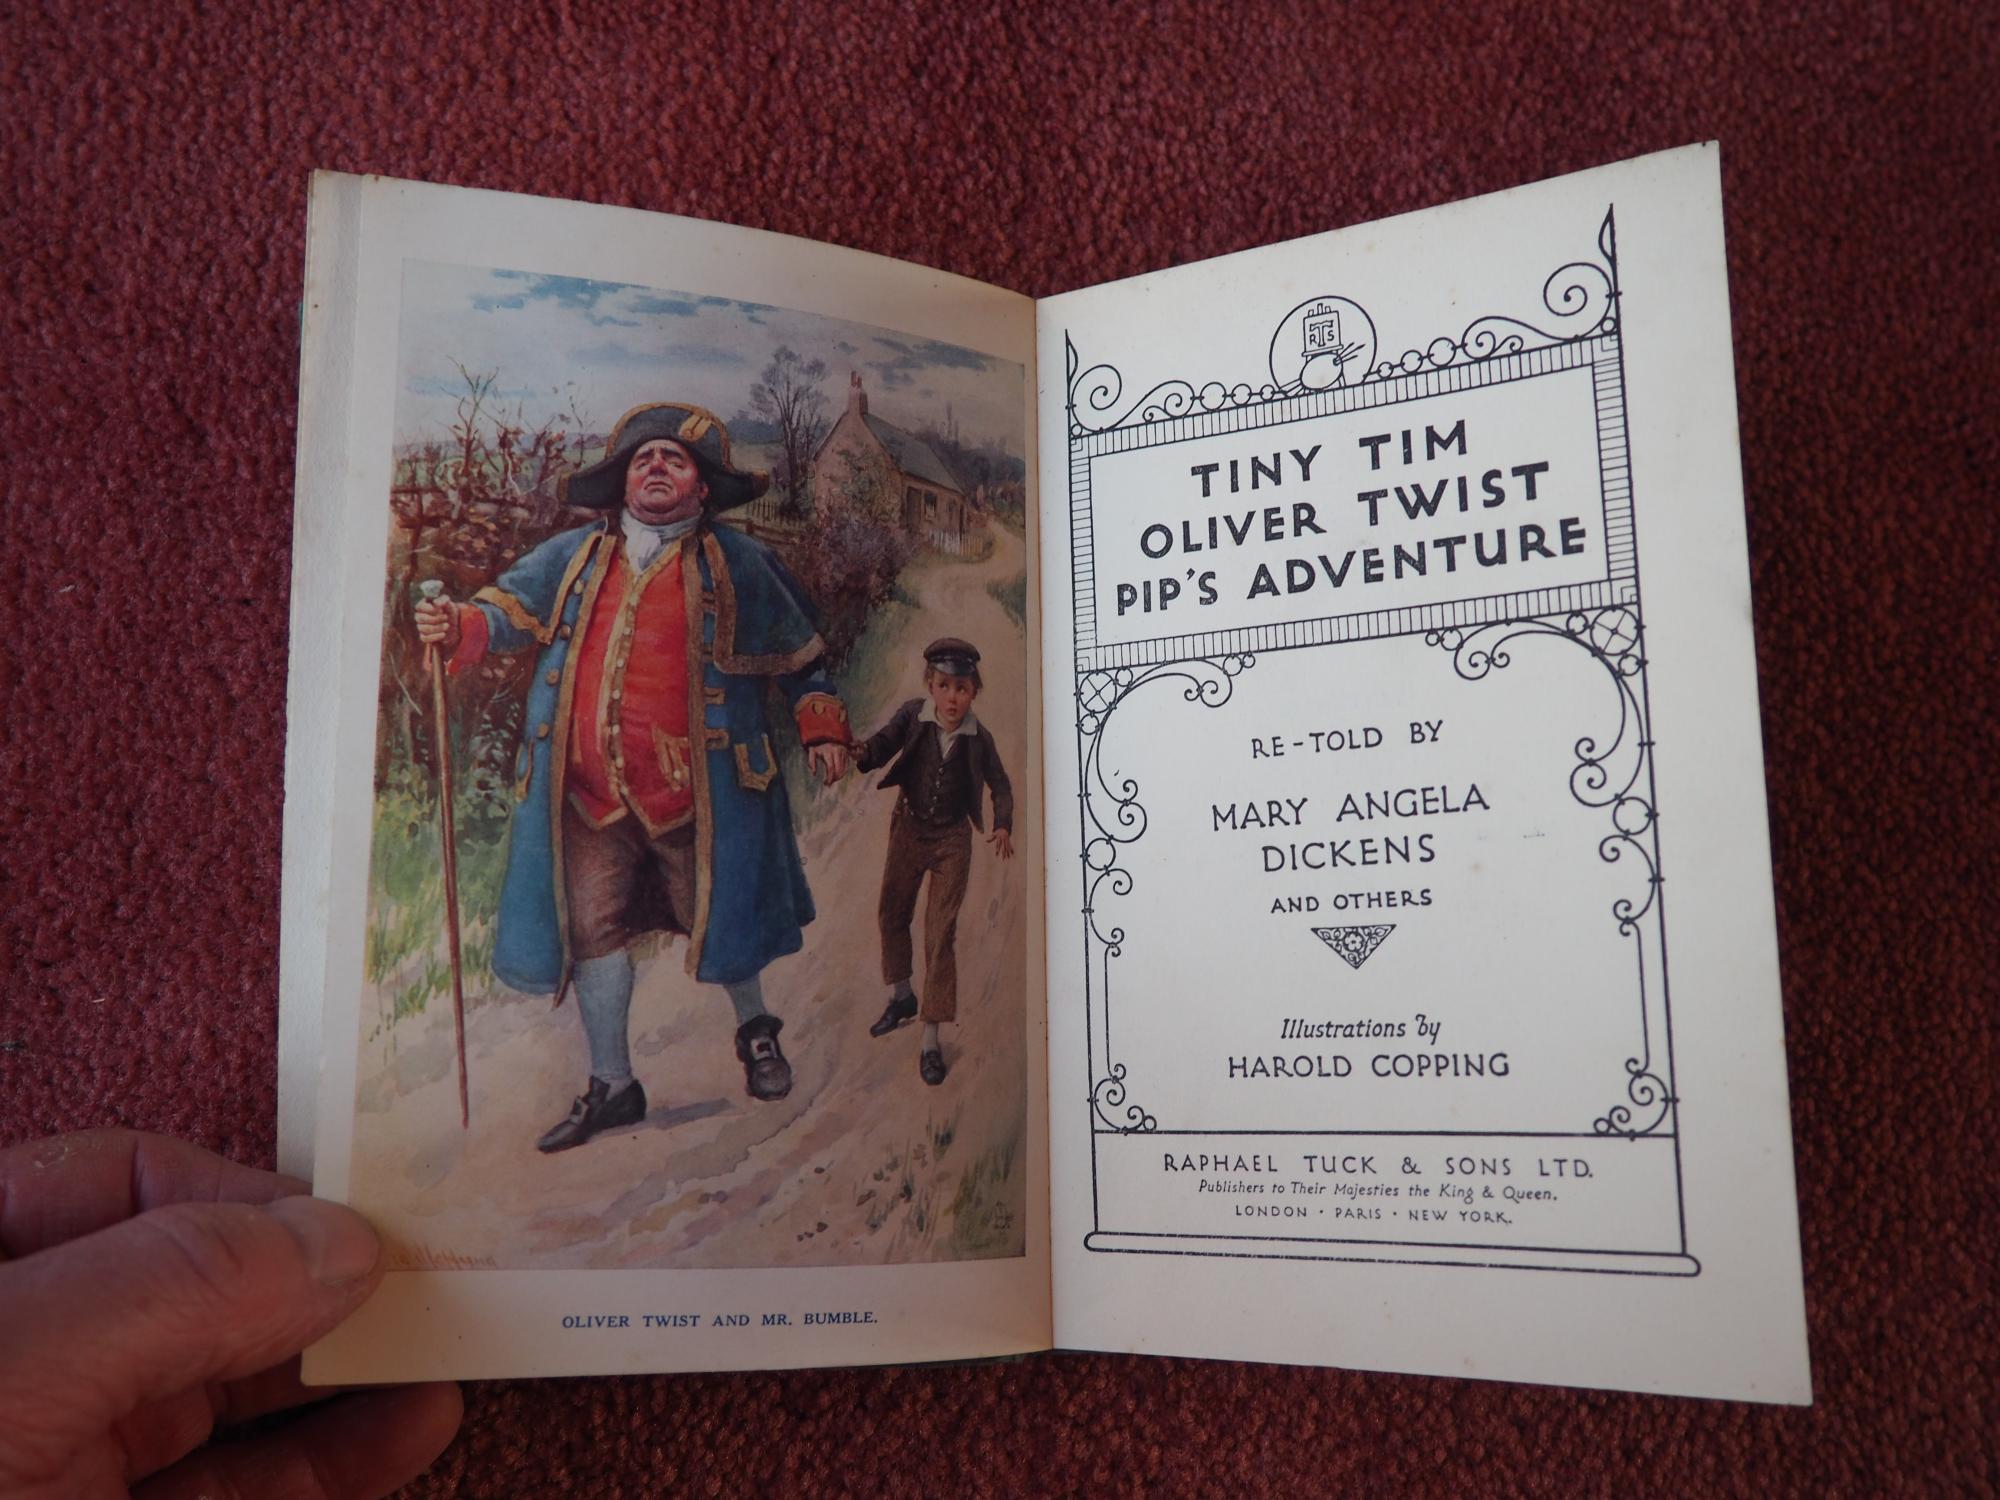 OLIVER TWIST AND MR. BUMBLE.
RTS
TINY TIM
OLIVER TWIST
PIP'S ADVENTURE
RE-TOLD BY
MARY ANGELA
DICKENS
AND OTHERS
Illustrations by
HAROLD COPPING
RAPHAEL TUCK & SONS LTD.
Publishers to Their Majesties the King & Queen.
LONDON · PARIS · NEW YORK.